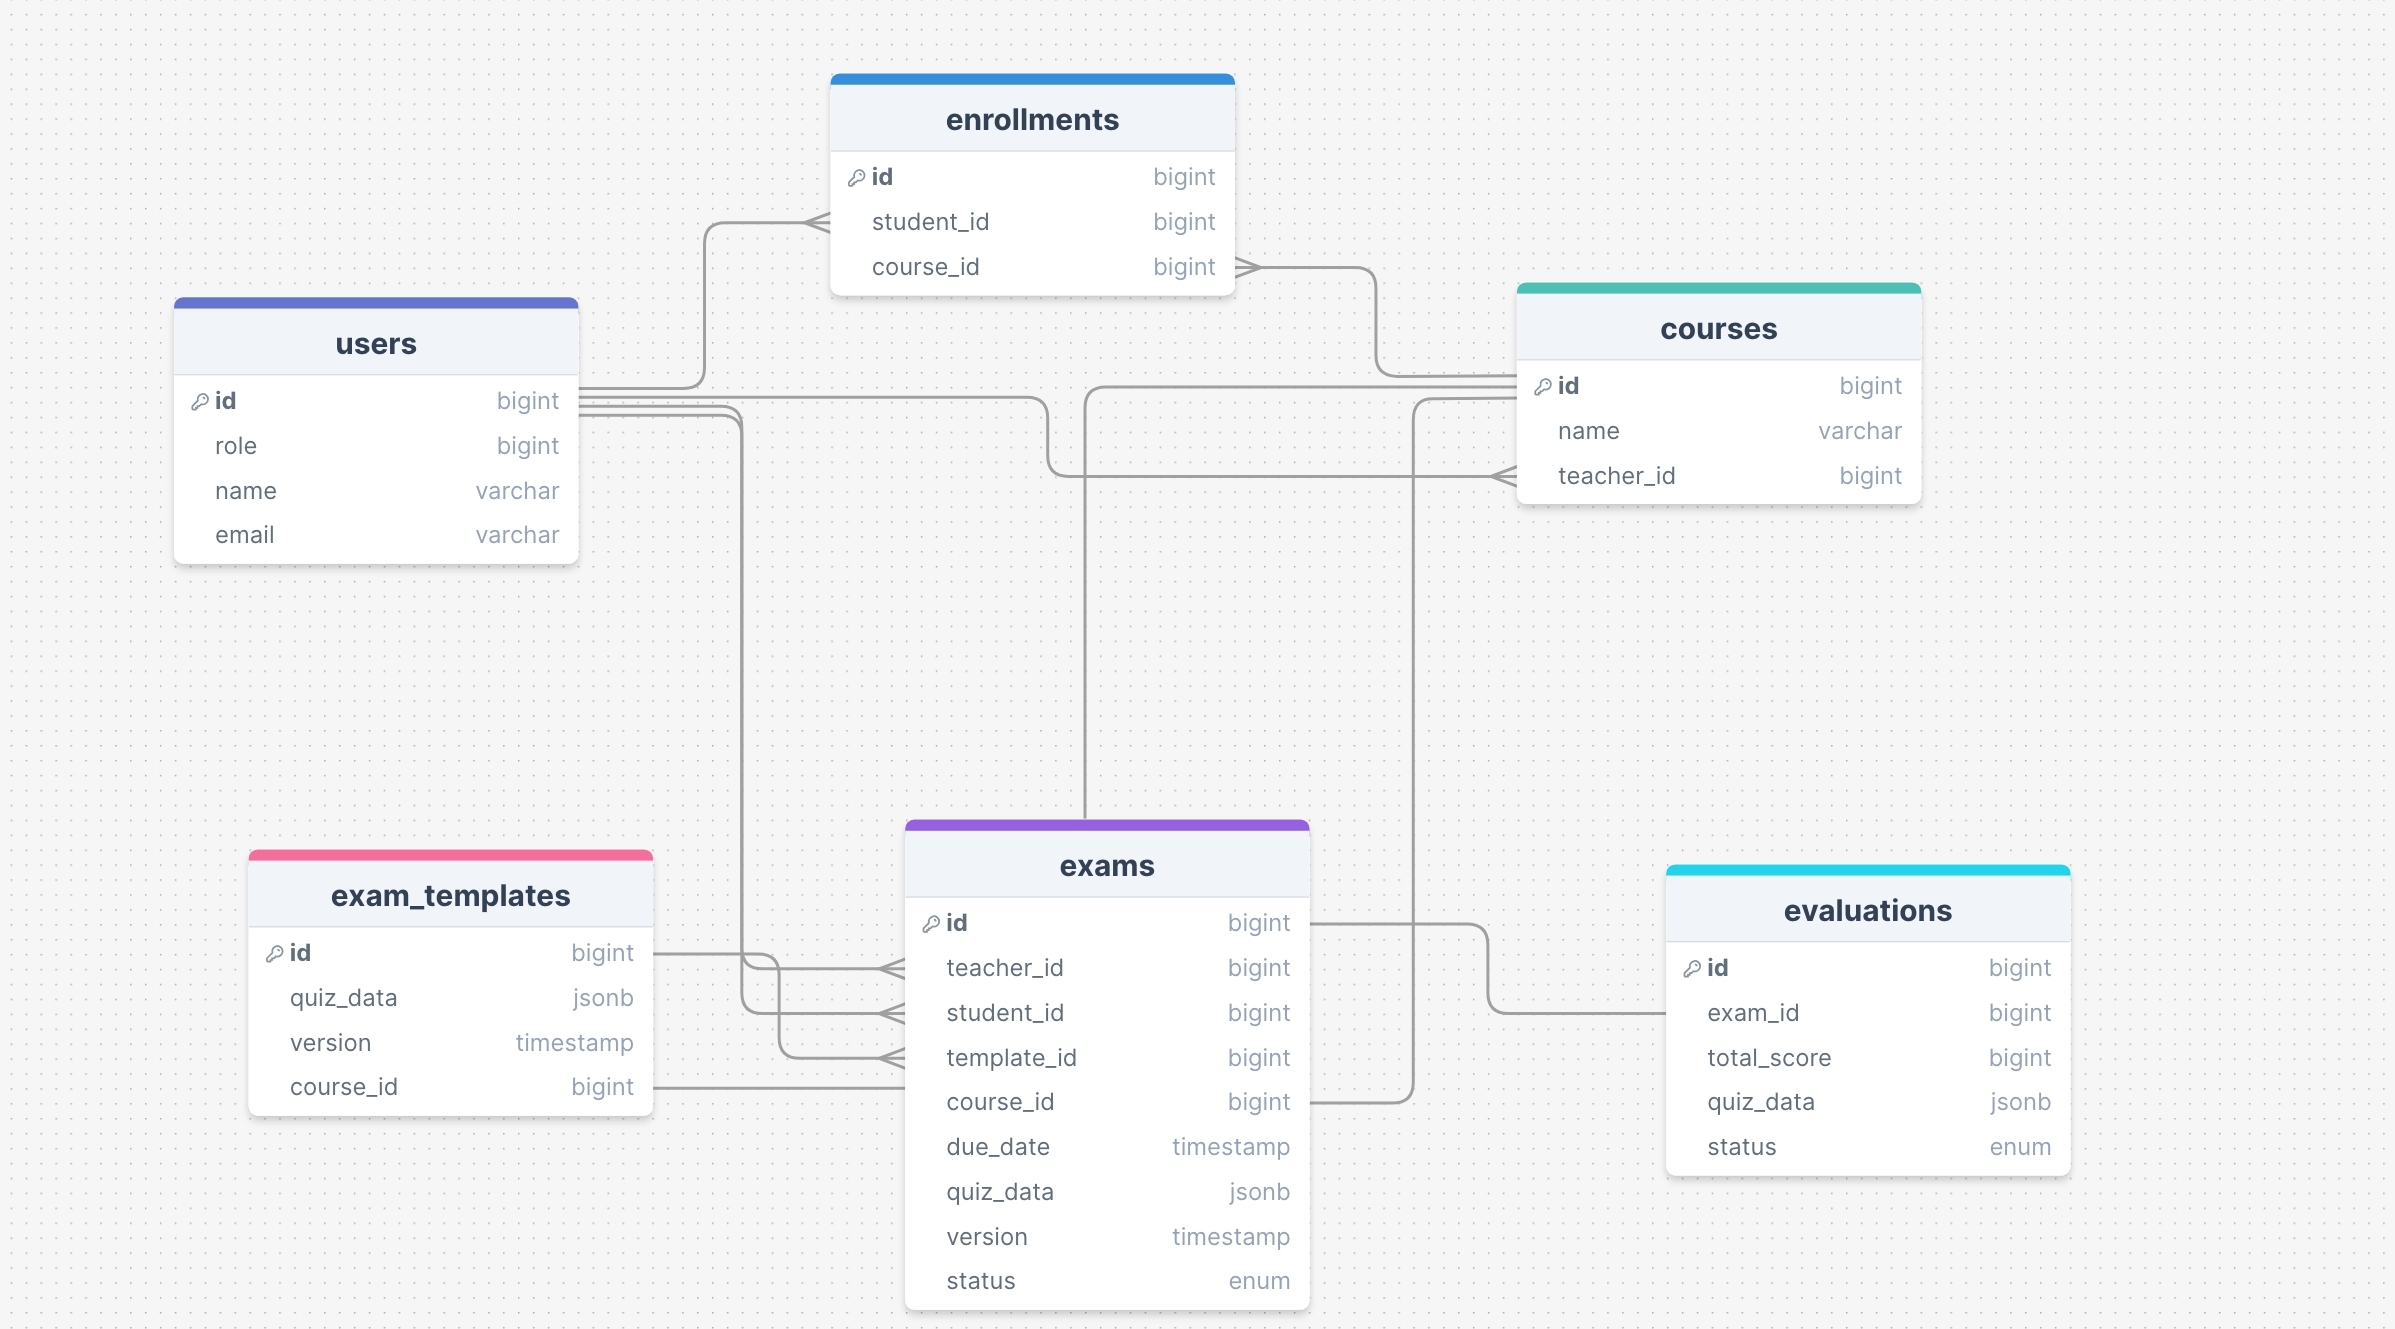 enrollments
id bigint
student_id bigint
course_id bigint
users
id bigint
role bigint
name varchar
email varchar
courses
id bigint
name varchar
teacher_id bigint
exam_templates
id bigint
quiz_data jsonb
version timestamp
course_id bigint
exams
id bigint
teacher_id bigint
student_id bigint
template_id bigint
course_id bigint
due_date timestamp
quiz_data jsonb
version timestamp
status enum
evaluations
id bigint
exam_id bigint
total_score bigint
quiz_data jsonb
status enum